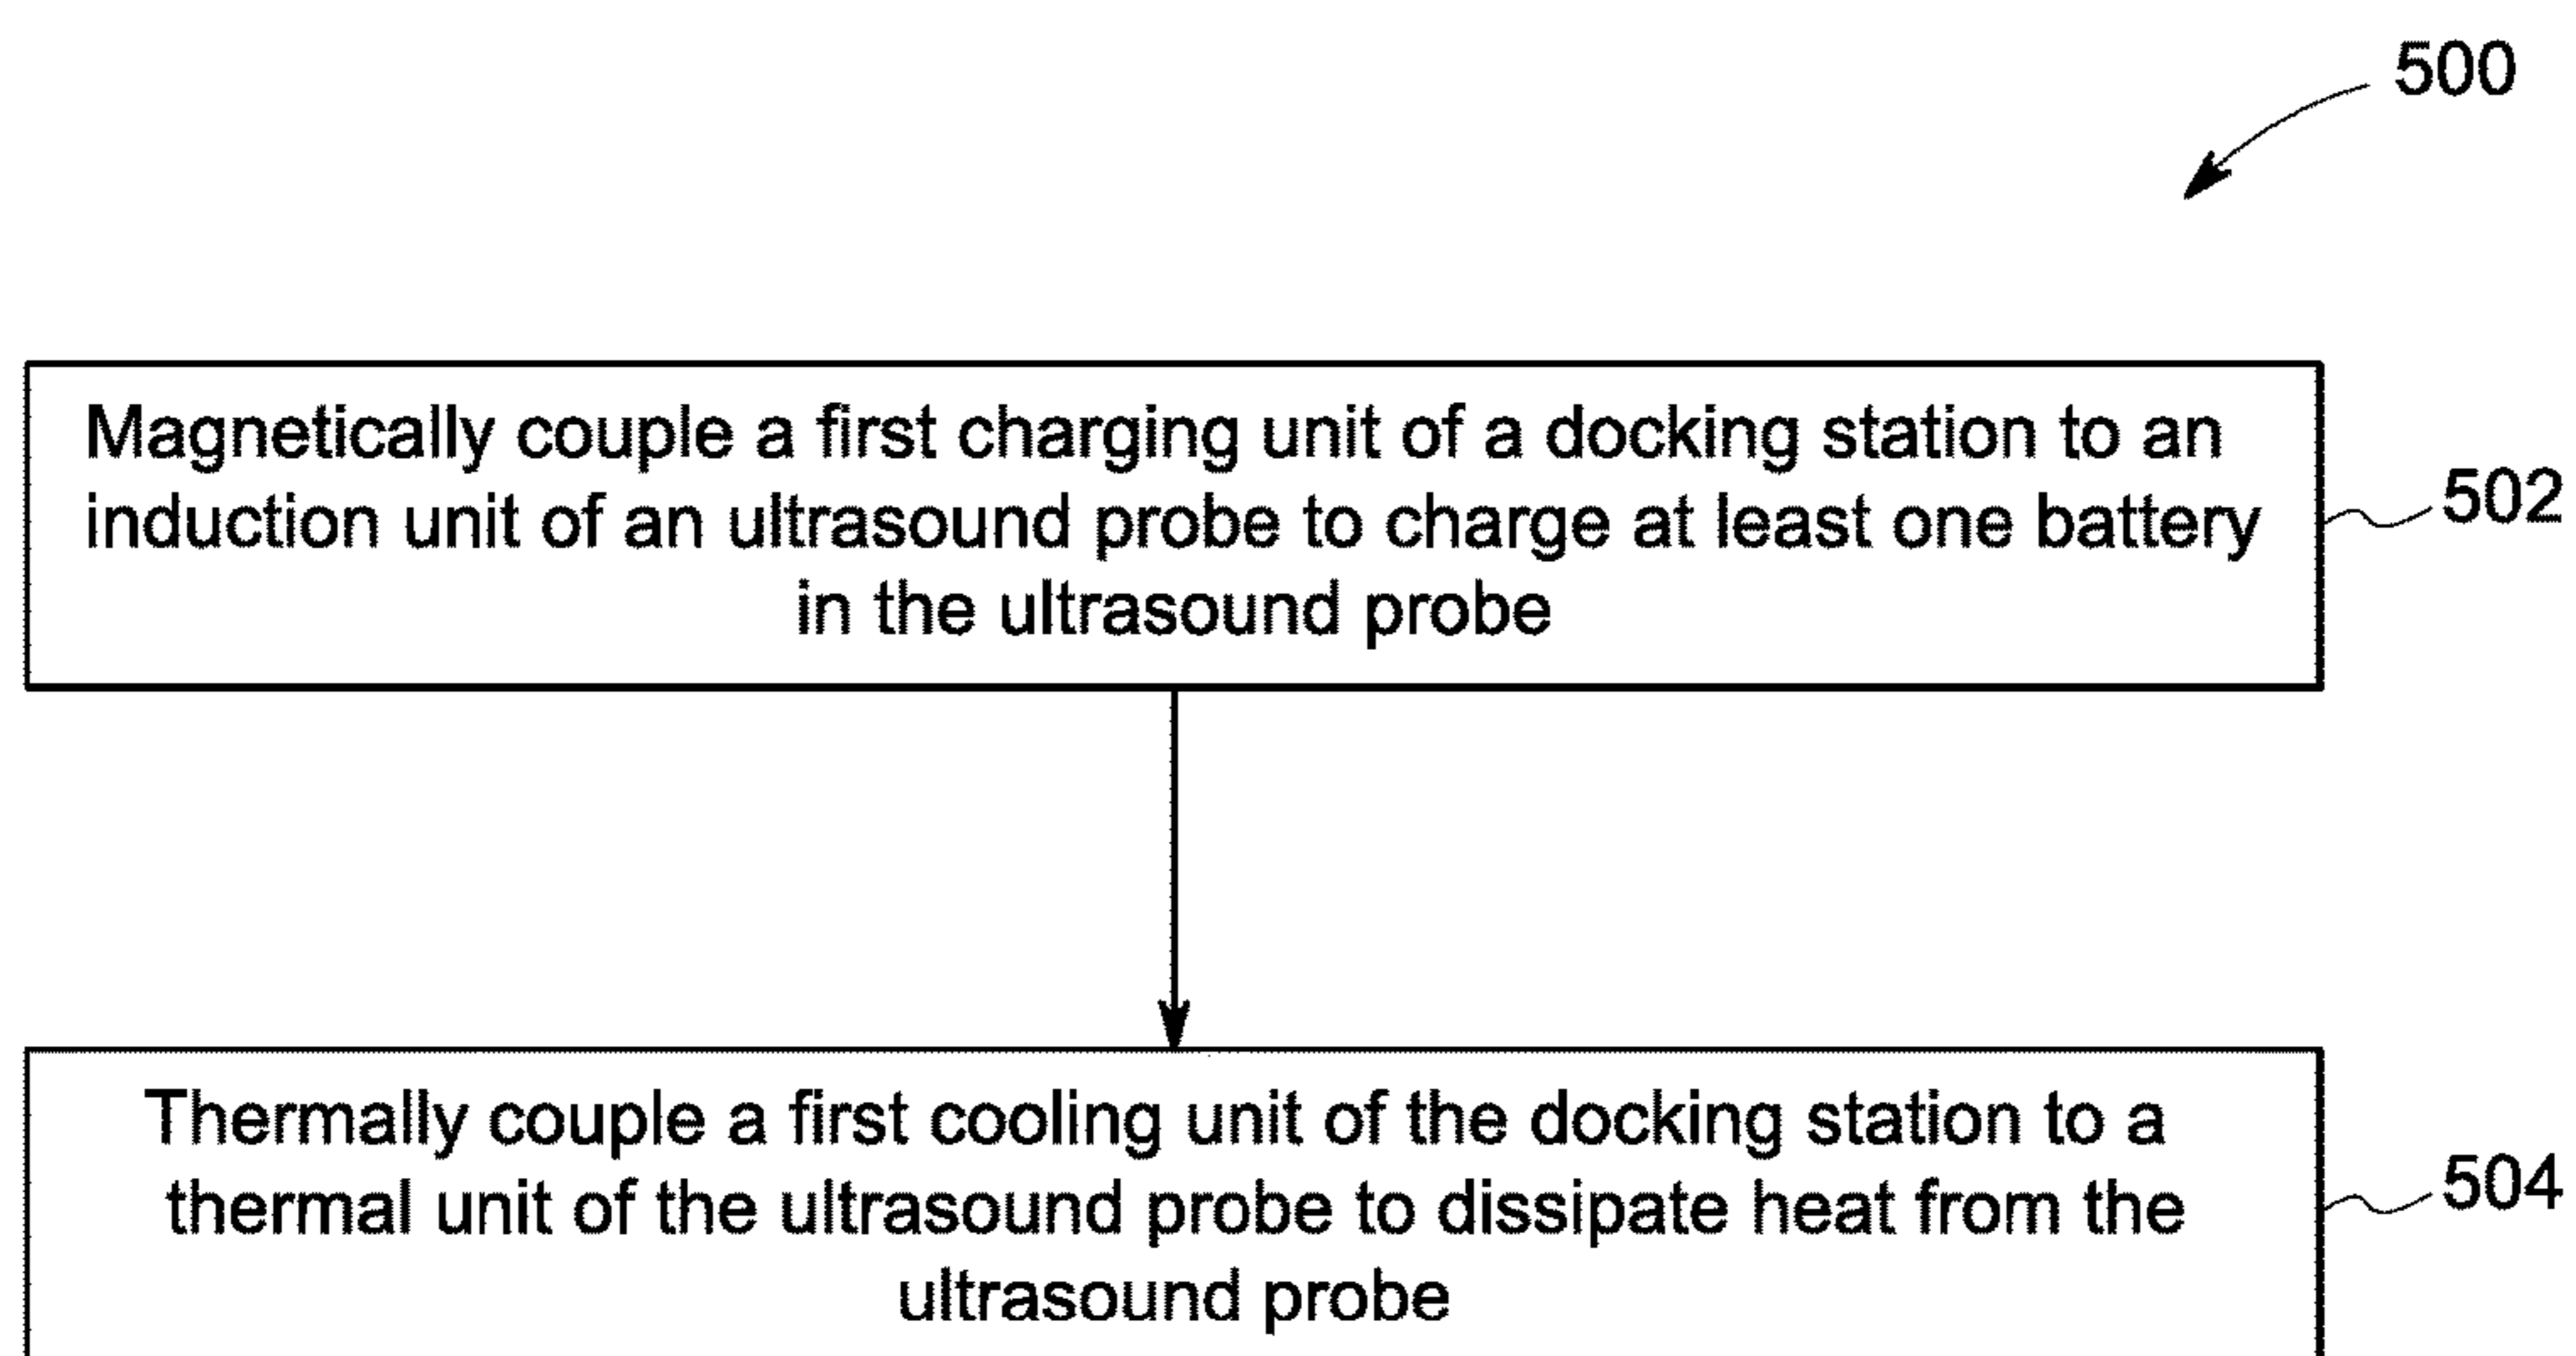 500
Magnetically couple a first charging unit of a docking station to an
induction unit of an ultrasound probe to charge at least one battery
in the ultrasound probe
502
Thermally couple a first cooling unit of the docking station to a
thermal unit of the ultrasound probe to dissipate heat from the
ultrasound probe
504